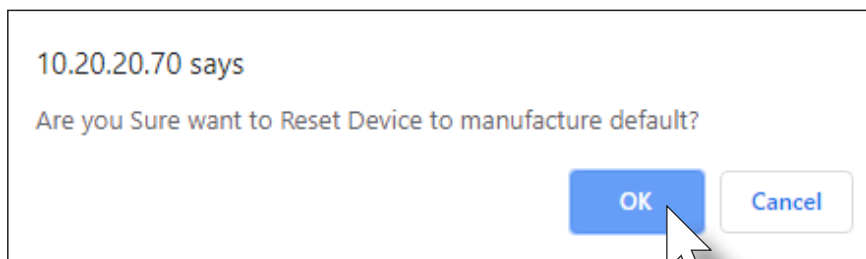 10.20.20.70 says
Are you Sure want to Reset Device to manufacture default?
OK Cancel